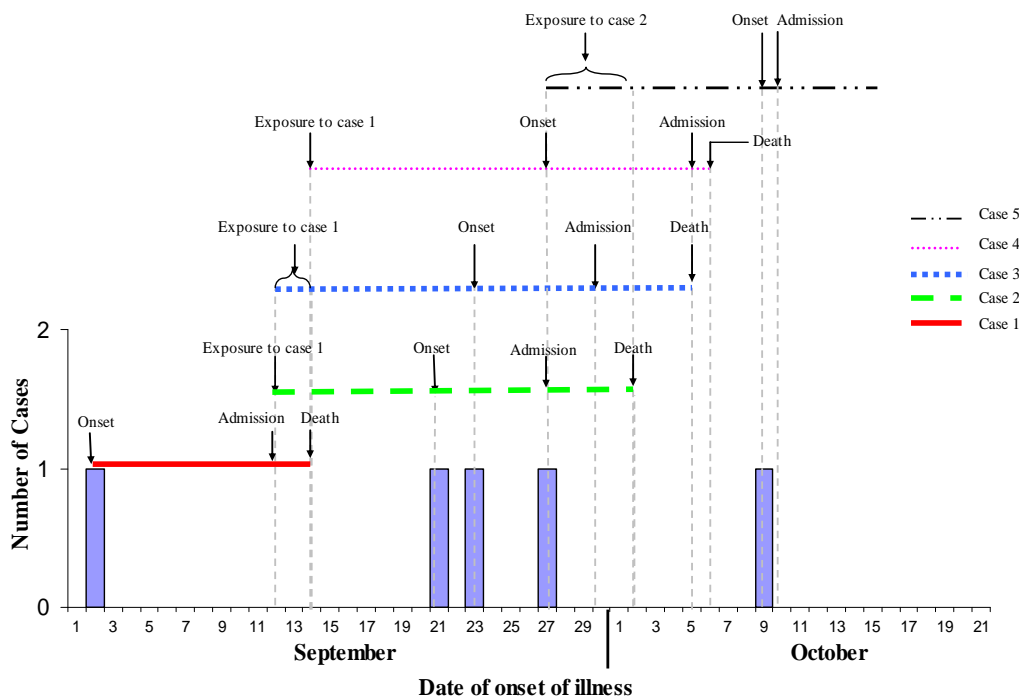 Exposure to case 2
Onset
Admission
Exposure to case 1
Onset
Admission
Death
Exposure to case 1
Onset
Admission
Death
Case 5
Case 4
Case 3
Case 2
Case 1
2
Exposure to case 1
Onset
Admission
Death
Onset
Admission
Death
Number of Cases
1
0
1 3 5 7 9 11 13 15 17 19 21 23 25 27 29 1 3 5 7 9 11 13 15 17 19 21
September
October
Date of onset of illness